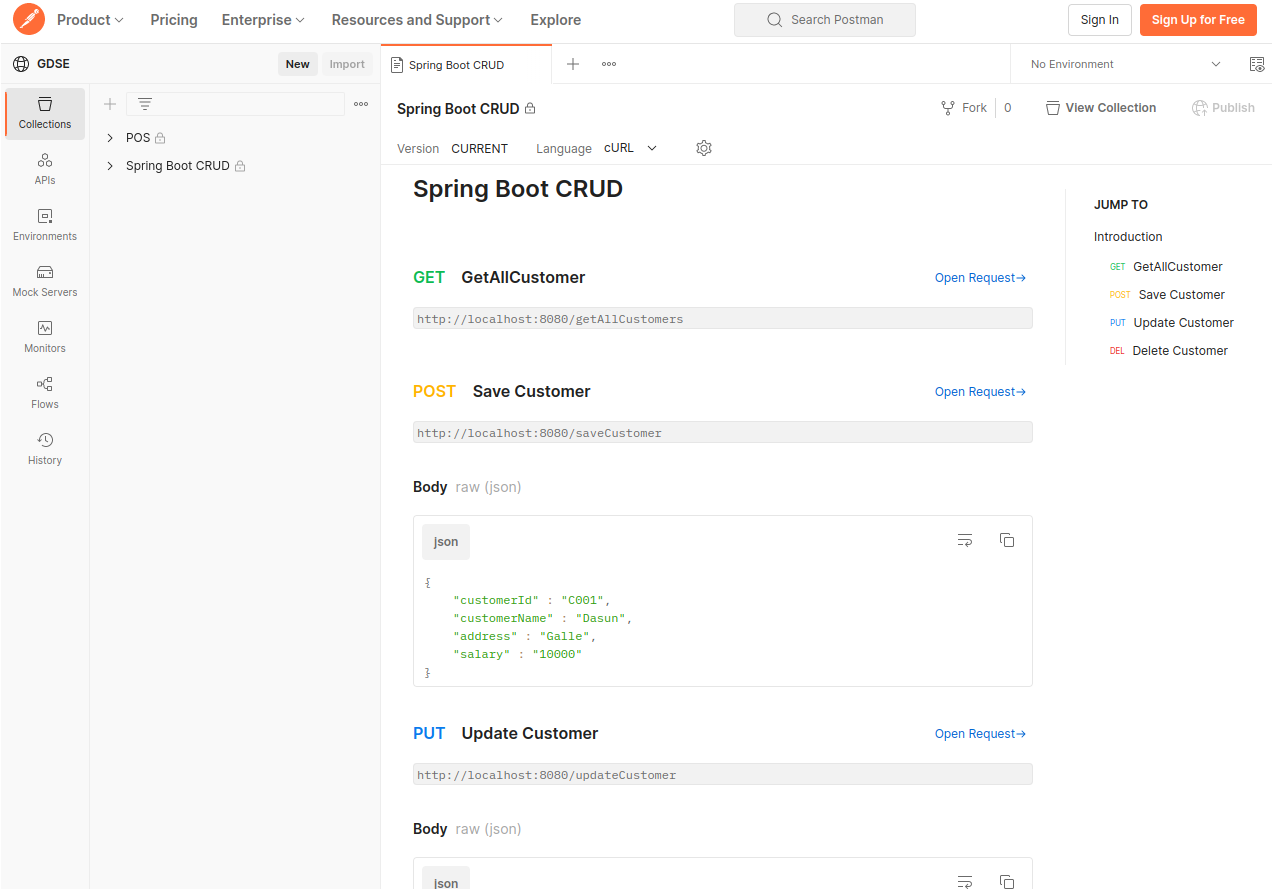 Product Pricing Enterprise Resources and Support Explore Search Postman Sign In Sign Up for Free
GDSE New Import
Spring Boot CRUD
No Environment
Collections
APIs
Environments
Mock Servers
Monitors
Flows
History
POS
Spring Boot CRUD
Spring Boot CRUD
Fork 0 View Collection Publish
Version CURRENT Language cURL
Spring Boot CRUD
GET GetAllCustomer Open Request→
http://localhost:8080/getAllCustomers
POST Save Customer Open Request→
http://localhost:8080/saveCustomer
Body raw (json)
json
{
"customerId" : "C001",
"customerName" : "Dasun",
"address" : "Galle",
"salary" : "10000"
}
PUT Update Customer Open Request→
http://localhost:8080/updateCustomer
Body raw (json)
json
JUMP TO
Introduction
GET GetAllCustomer
POST Save Customer
PUT Update Customer
DEL Delete Customer